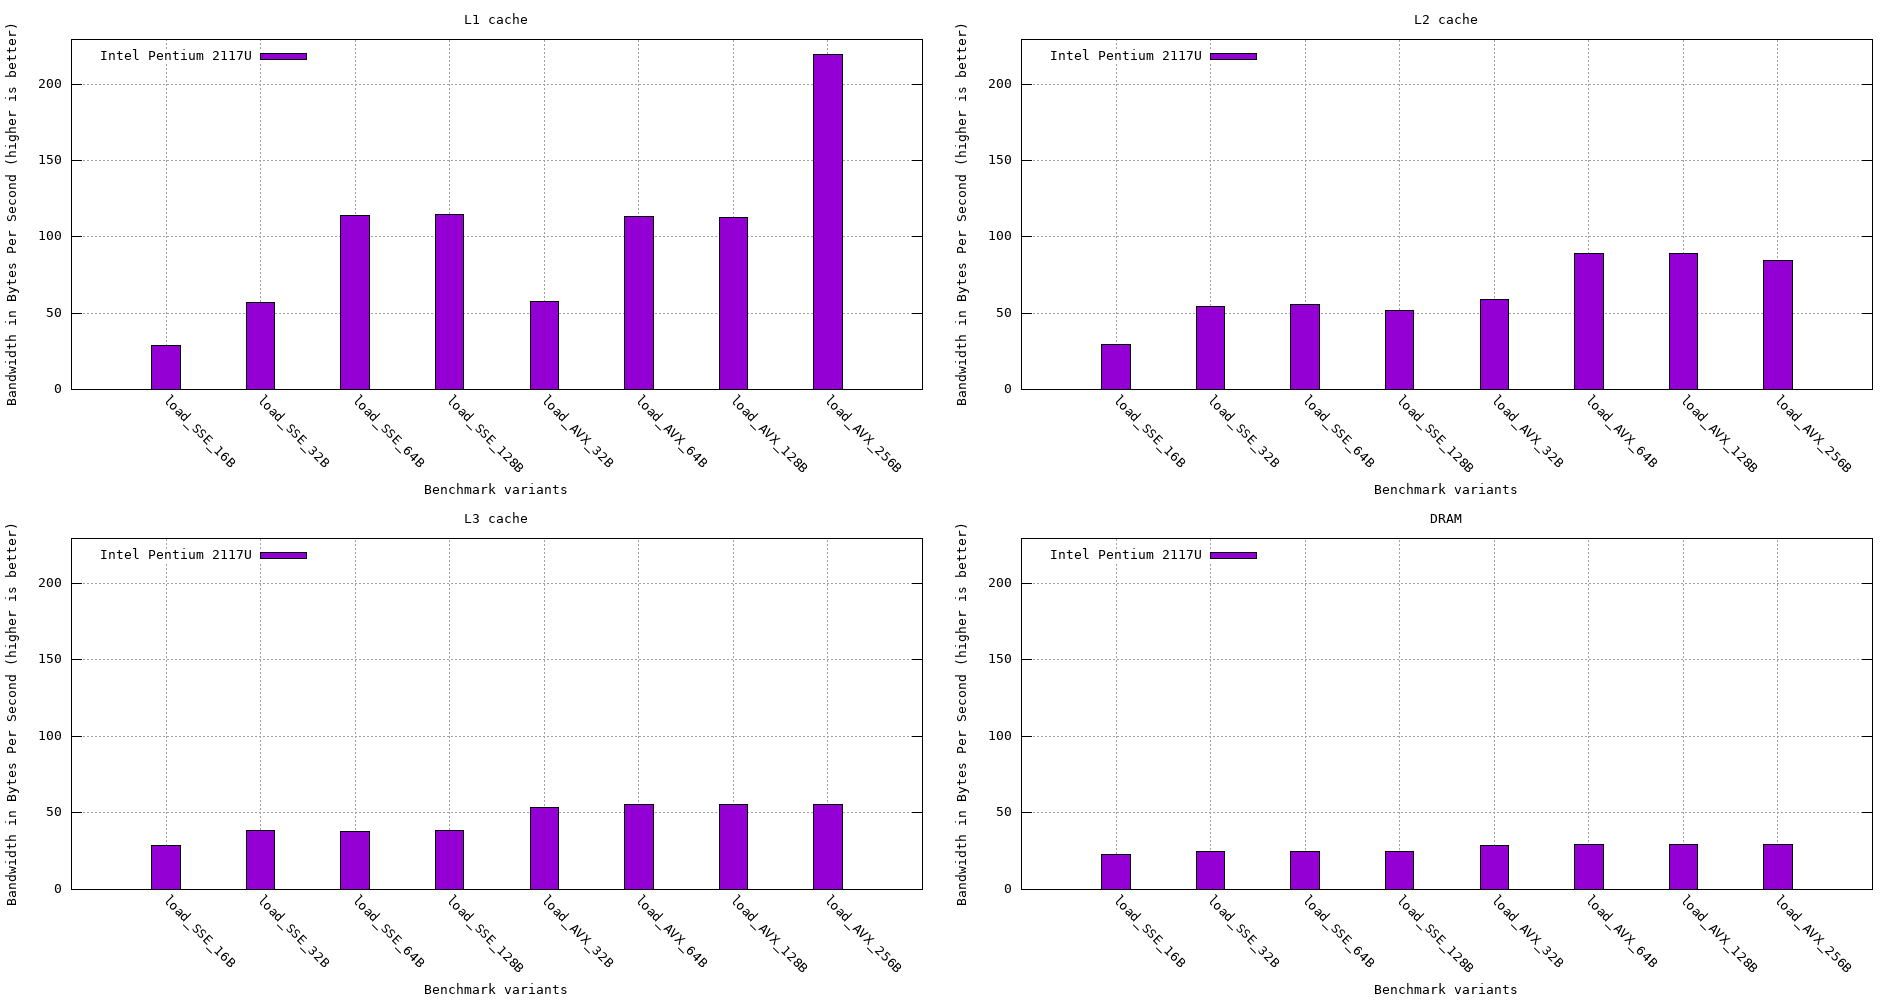 L1 cache
Bandwidth in Bytes Per Second (higher is better)
Intel Pentium 2117U
200
150
100
50
0
load_SSE_16B
load_SSE_32B
load_SSE_64B
load_SSE_128B
load_AVX_32B
load_AVX_64B
load_AVX_128B
load_AVX_256B
Benchmark variants
L2 cache
Bandwidth in Bytes Per Second (higher is better)
Intel Pentium 2117U
200
150
100
50
0
load_SSE_16B
load_SSE_32B
load_SSE_64B
load_SSE_128B
load_AVX_32B
load_AVX_64B
load_AVX_128B
load_AVX_256B
Benchmark variants
L3 cache
Bandwidth in Bytes Per Second (higher is better)
Intel Pentium 2117U
200
150
100
50
0
load_SSE_16B
load_SSE_32B
load_SSE_64B
load_SSE_128B
load_AVX_32B
load_AVX_64B
load_AVX_128B
load_AVX_256B
Benchmark variants
DRAM
Bandwidth in Bytes Per Second (higher is better)
Intel Pentium 2117U
200
150
100
50
0
load_SSE_16B
load_SSE_32B
load_SSE_64B
load_SSE_128B
load_AVX_32B
load_AVX_64B
load_AVX_128B
load_AVX_256B
Benchmark variants